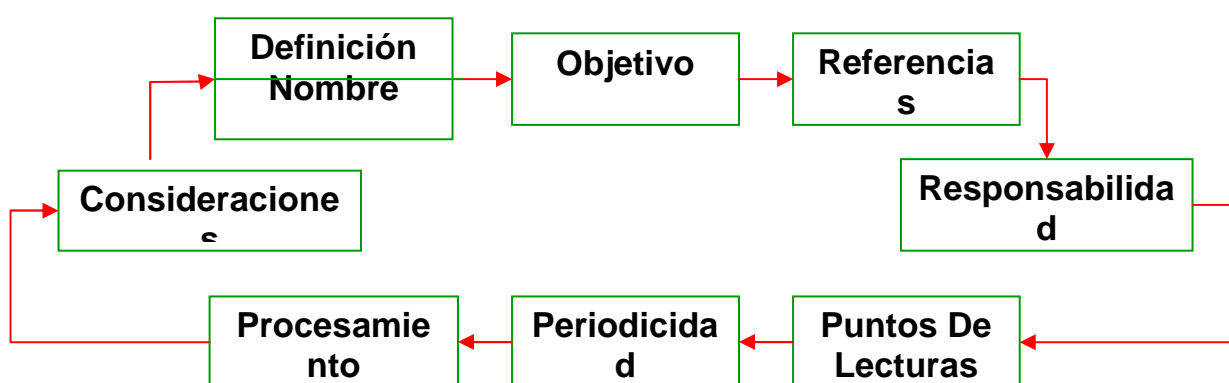 Definición
Nombre
Objetivo
Referencia
s
Responsabilida
d
Consideracione
s
Procesamie
nto
Periodicida
d
Puntos De
Lecturas